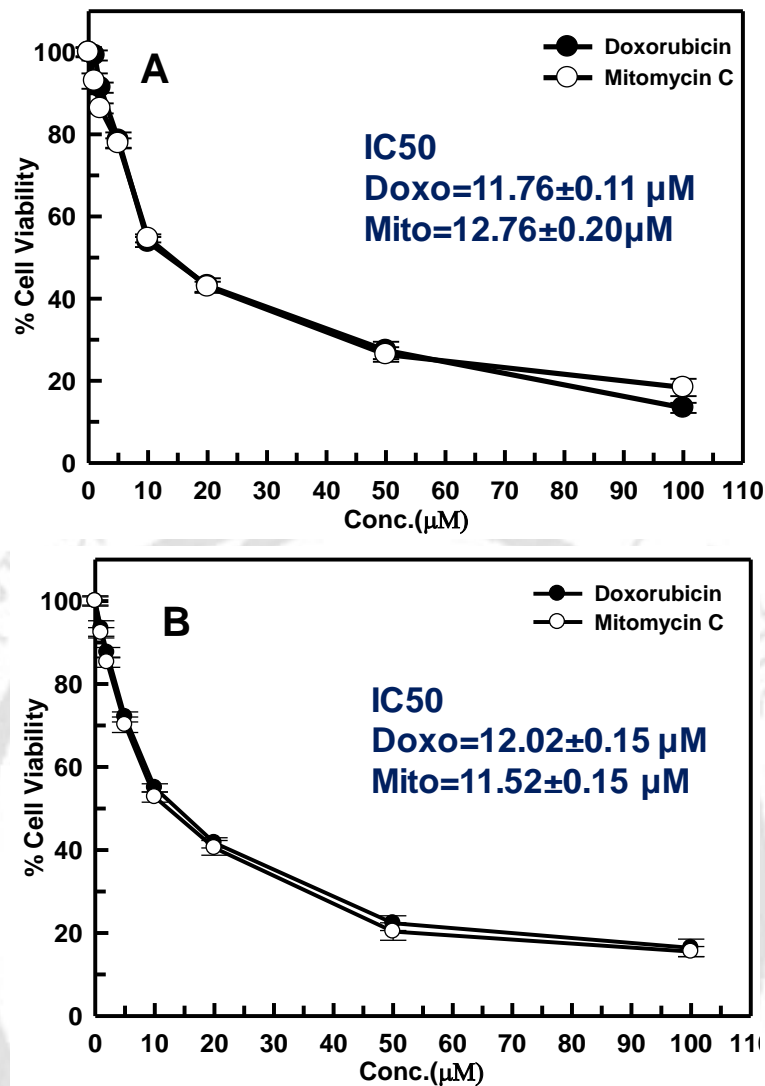 A
Doxorubicin
Mitomycin C
IC50
Doxo=11.76±0.11 µM
Mito=12.76±0.20µM
% Cell Viability
100
80
60
40
20
0
0 10 20 30 40 50 60 70 80 90 100 110
Conc.(µM)
B
Doxorubicin
Mitomycin C
IC50
Doxo=12.02±0.15 µM
Mito=11.52±0.15 µM
% Cell Viability
100
80
60
40
20
0
0 10 20 30 40 50 60 70 80 90 100 11
Conc.(µM)